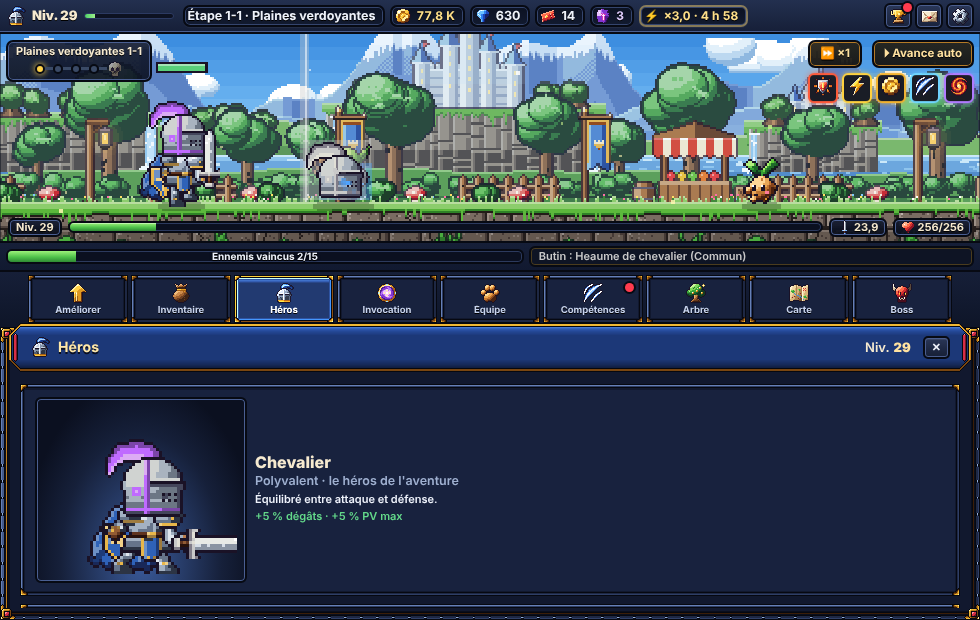 Niv. 29
Étape 1-1 · Plaines verdoyantes
77,8 K
630
14
3
×3,0 · 4 h 58
Plaines verdoyantes 1-1
×1
Avance auto
Niv. 29
23,9
256/256
Ennemis vaincus 2/15
Butin : Heaume de chevalier (Commun)
Améliorer
Inventaire
Héros
Invocation
Equipe
Compétences
Arbre
Carte
Boss
Héros
Niv. 29
×
Chevalier
Polyvalent · le héros de l'aventure
Équilibré entre attaque et défense.
+5 % dégâts · +5 % PV max